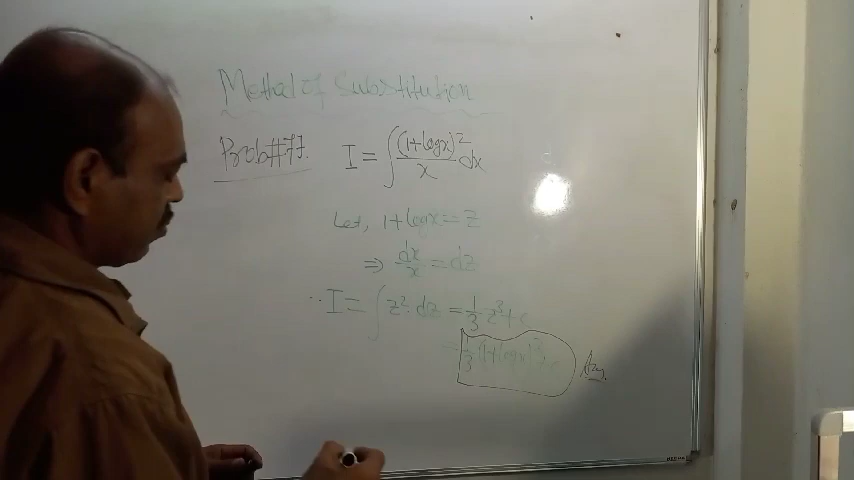 Method of Substitution
Prob#77. I = ∫ (1+logx)²/x dx
Let, 1+logx = z
⇒ dx/x = dz
∴ I = ∫ z². dz = 1/3 z³ + c
= 1/3 (1+logx)³ + c